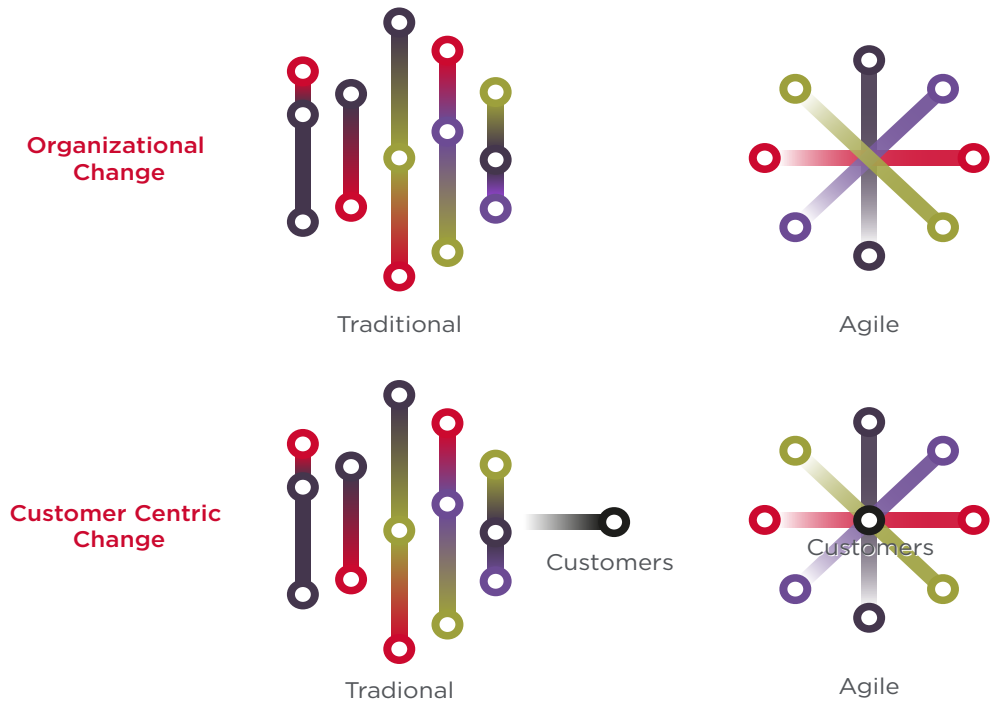 Organizational
Change
Traditional
Agile
Customer Centric
Change
Customers
Customers
Tradional
Agile